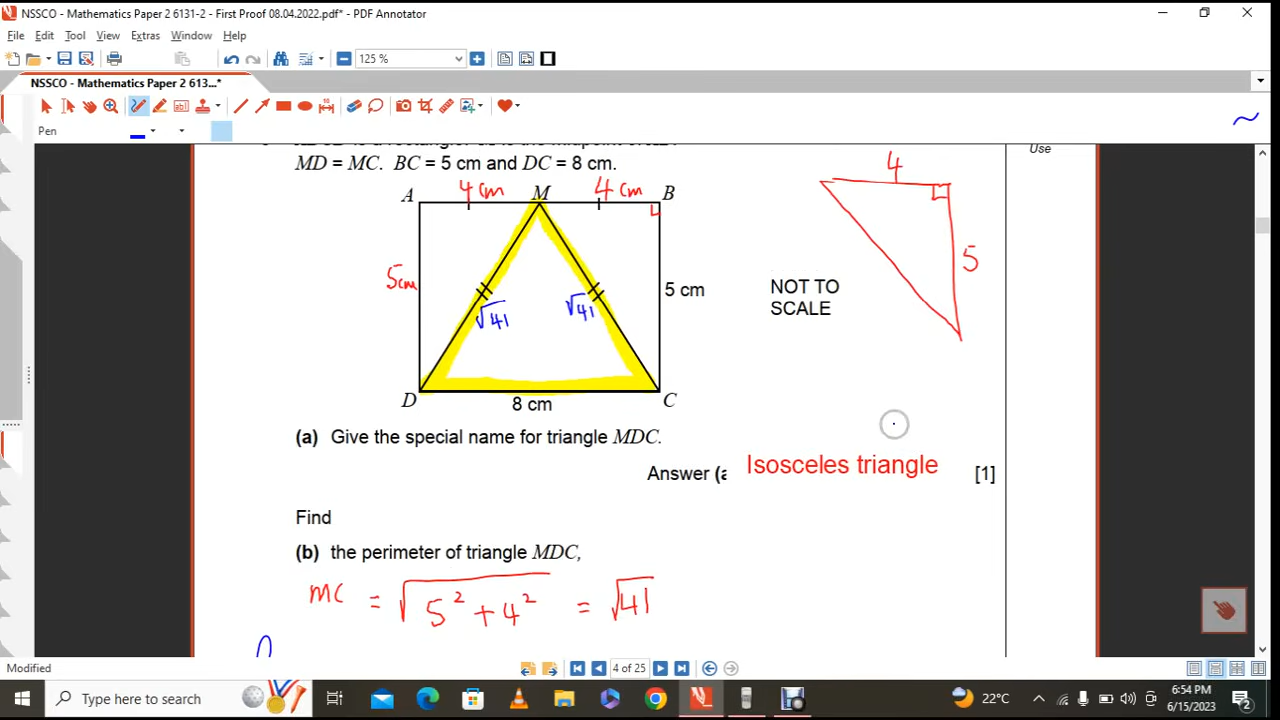 NSSCO - Mathematics Paper 2 6131-2 - First Proof 08.04.2022.pdf* - PDF Annotator
File Edit Tool View Extras Window Help
125 %
NSSCO - Mathematics Paper 2 613...*
Pen
MD = MC. BC = 5 cm and DC = 8 cm.
Use
A 4 cm M 4 cm B
4
5cm
5 cm
5
√41 √41
NOT TO
SCALE
D 8 cm C
(a) Give the special name for triangle MDC.
Answer (a Isosceles triangle [1]
Find
(b) the perimeter of triangle MDC,
MC = √5² + 4² = √41
Modified
4 of 25
Type here to search
22°C
6:54 PM
6/15/2023
2